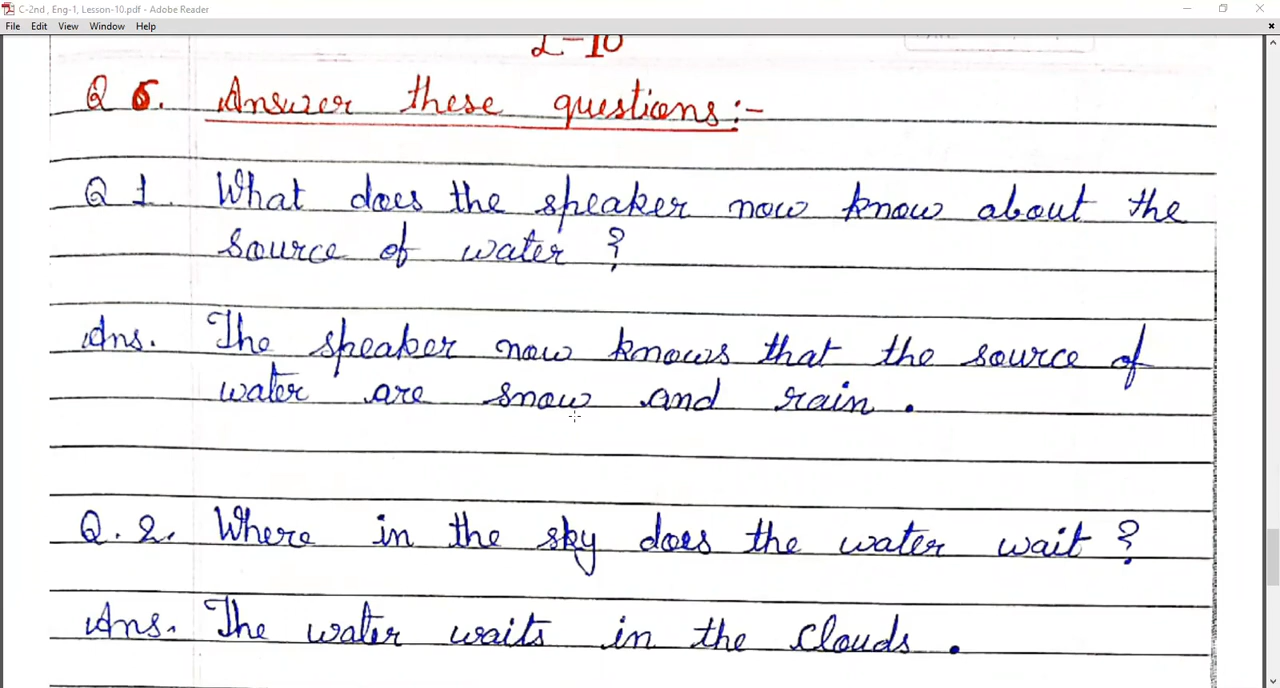 C-2nd , Eng-1, Lesson-10.pdf - Adobe Reader
File Edit View Window Help
L-10
Q 6. Answer these questions:-
Q 1. What does the speaker now know about the
source of water ?
Ans. The speaker now knows that the source of
water are snow and rain .
Q. 2. Where in the sky does the water wait ?
Ans. The water waits in the clouds .